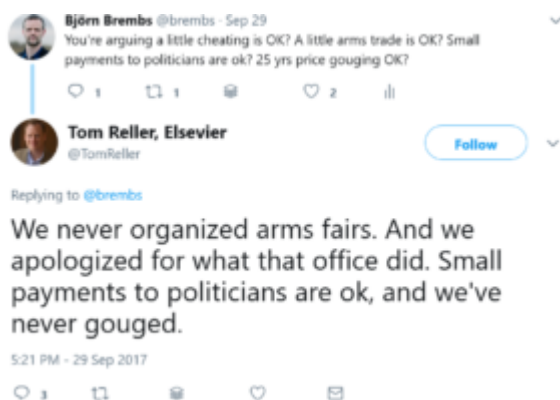 Björn Brembs @brembs · Sep 29
You're arguing a little cheating is OK? A little arms trade is OK? Small
payments to politicians are ok? 25 yrs price gouging OK?
1 1 2
Tom Reller, Elsevier
@TomReller
Follow
Replying to @brembs
We never organized arms fairs. And we
apologized for what that office did. Small
payments to politicians are ok, and we've
never gouged.
5:21 PM - 29 Sep 2017
3